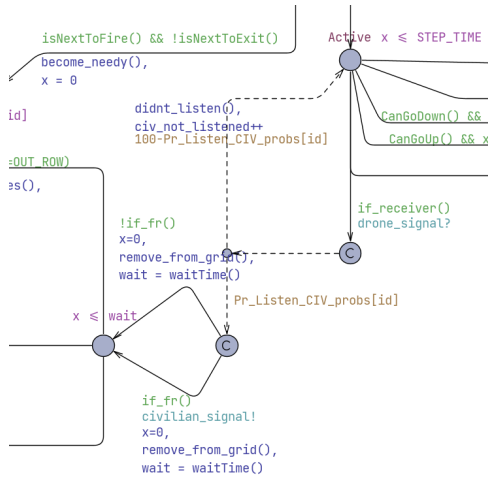 isNextToFire() && !isNextToExit()
become_needy(),
x = 0
Active x ⩽ STEP_TIME
id]
didnt_listen(),
civ_not_listened++
100-Pr_Listen_CIV_probs[id]
CanGoDown() &&
CanGoUp() && x
=OUT_ROW)
es(),
if_receiver()
drone_signal?
!if_fr()
x=0,
remove_from_grid(),
wait = waitTime()
C
Pr_Listen_CIV_probs[id]
x ⩽ wait
C
if_fr()
civilian_signal!
x=0,
remove_from_grid(),
wait = waitTime()